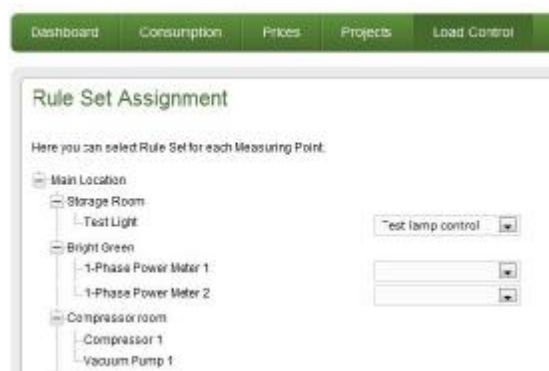 Dashboard Consumption Prices Projects Load Control
Rule Set Assignment
Here you can select Rule Set for each Measuring Point.
Main Location
Storage Room
Test Light Test lamp control
Bright Green
1-Phase Power Meter 1
1-Phase Power Meter 2
Compressor room
Compressor 1
Vacuum Pump 1